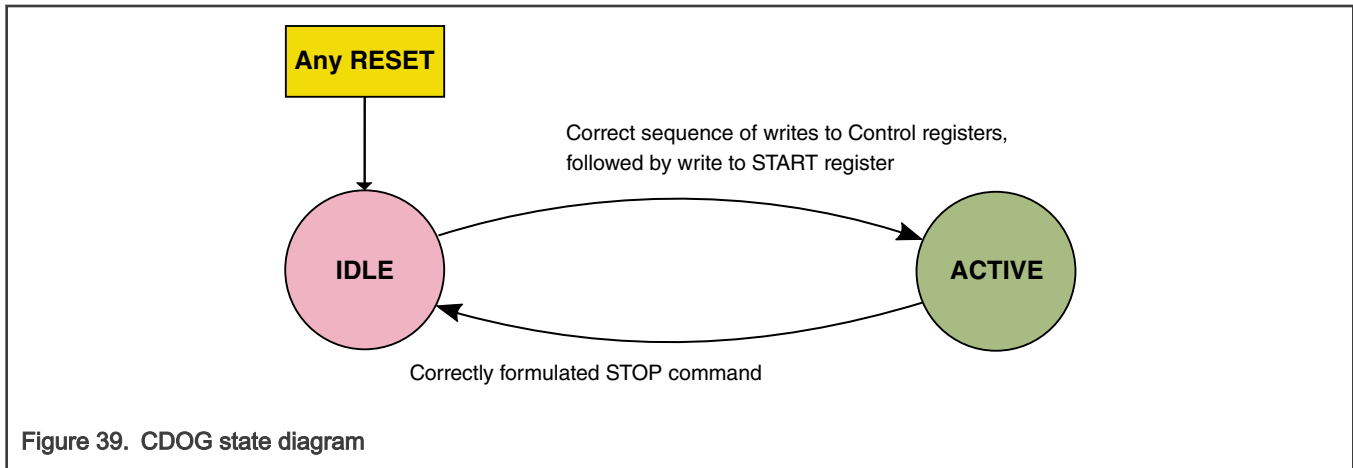 Any RESET
Correct sequence of writes to Control registers,
followed by write to START register
IDLE
ACTIVE
Correctly formulated STOP command
Figure 39. CDOG state diagram